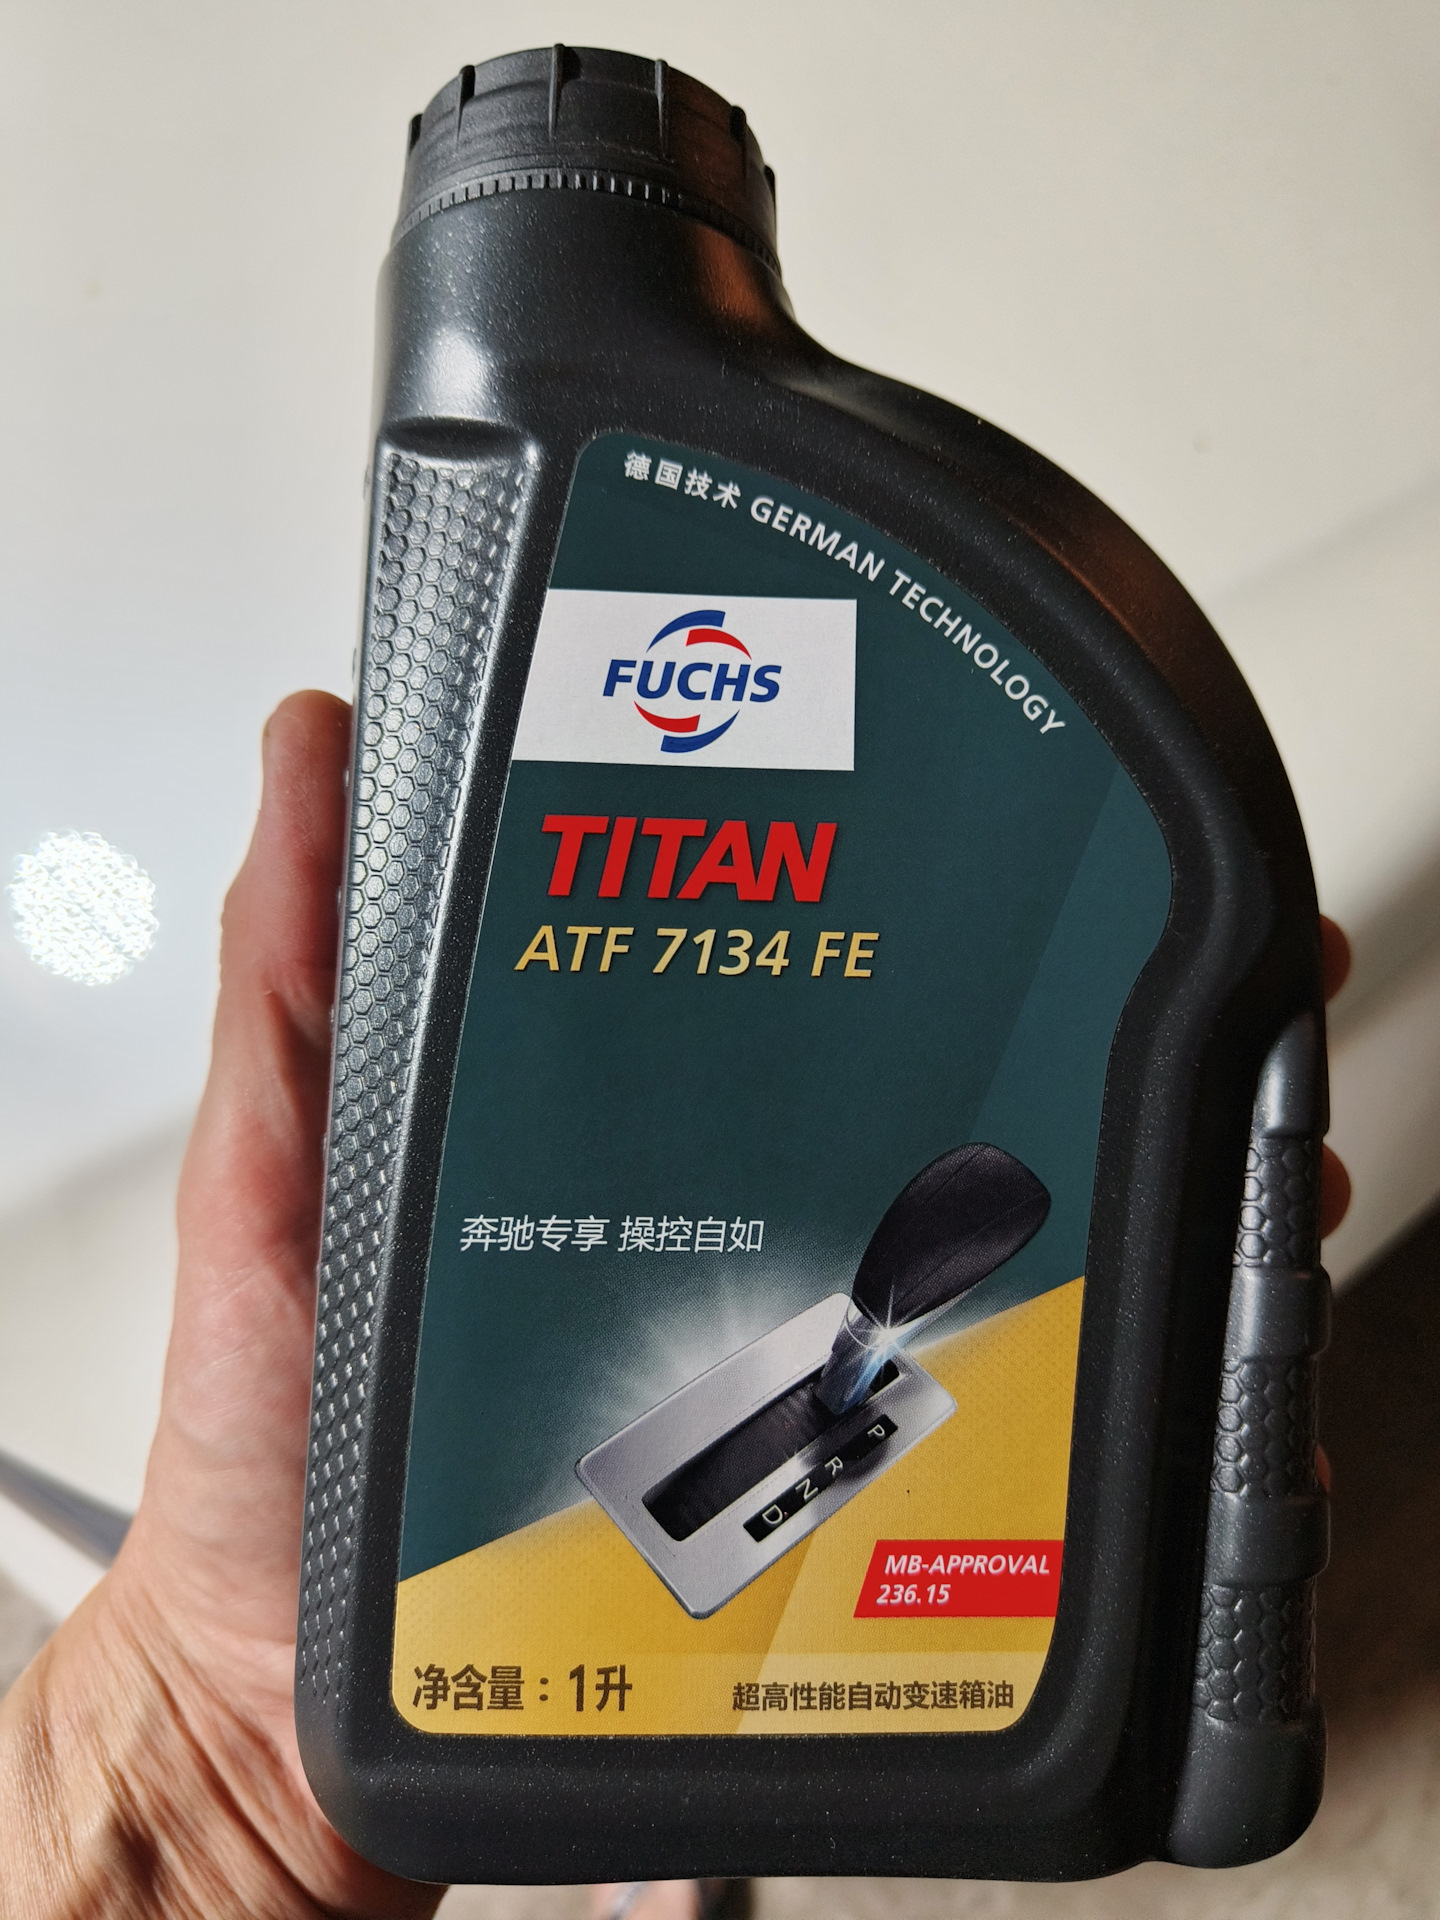 德国技术 GERMAN TECHNOLOGY
FUCHS
TITAN
ATF 7134 FE
奔驰专享 操控自如
P
R
N
D
MB-APPROVAL
236.15
净含量：1升
超高性能自动变速箱油